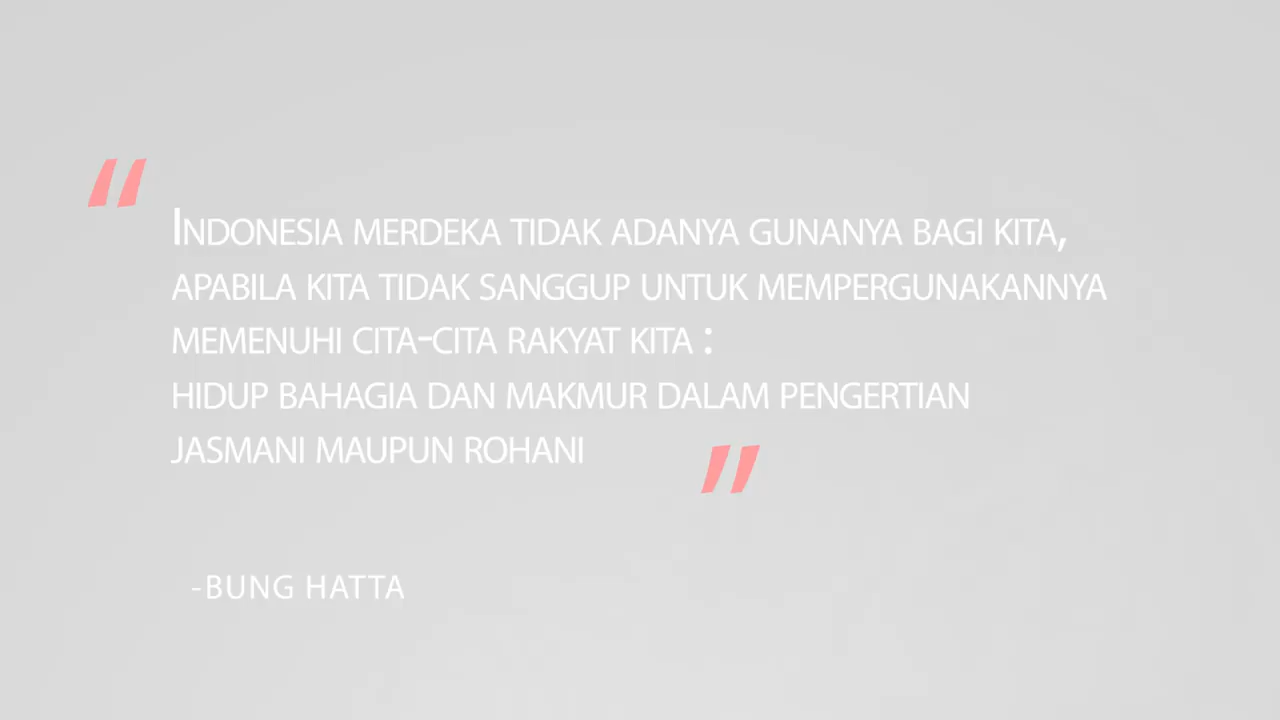 “
Indonesia merdeka tidak adanya gunanya bagi kita,
apabila kita tidak sanggup untuk mempergunakannya
memenuhi cita-cita rakyat kita :
hidup bahagia dan makmur dalam pengertian
jasmani maupun rohani
”
-BUNG HATTA